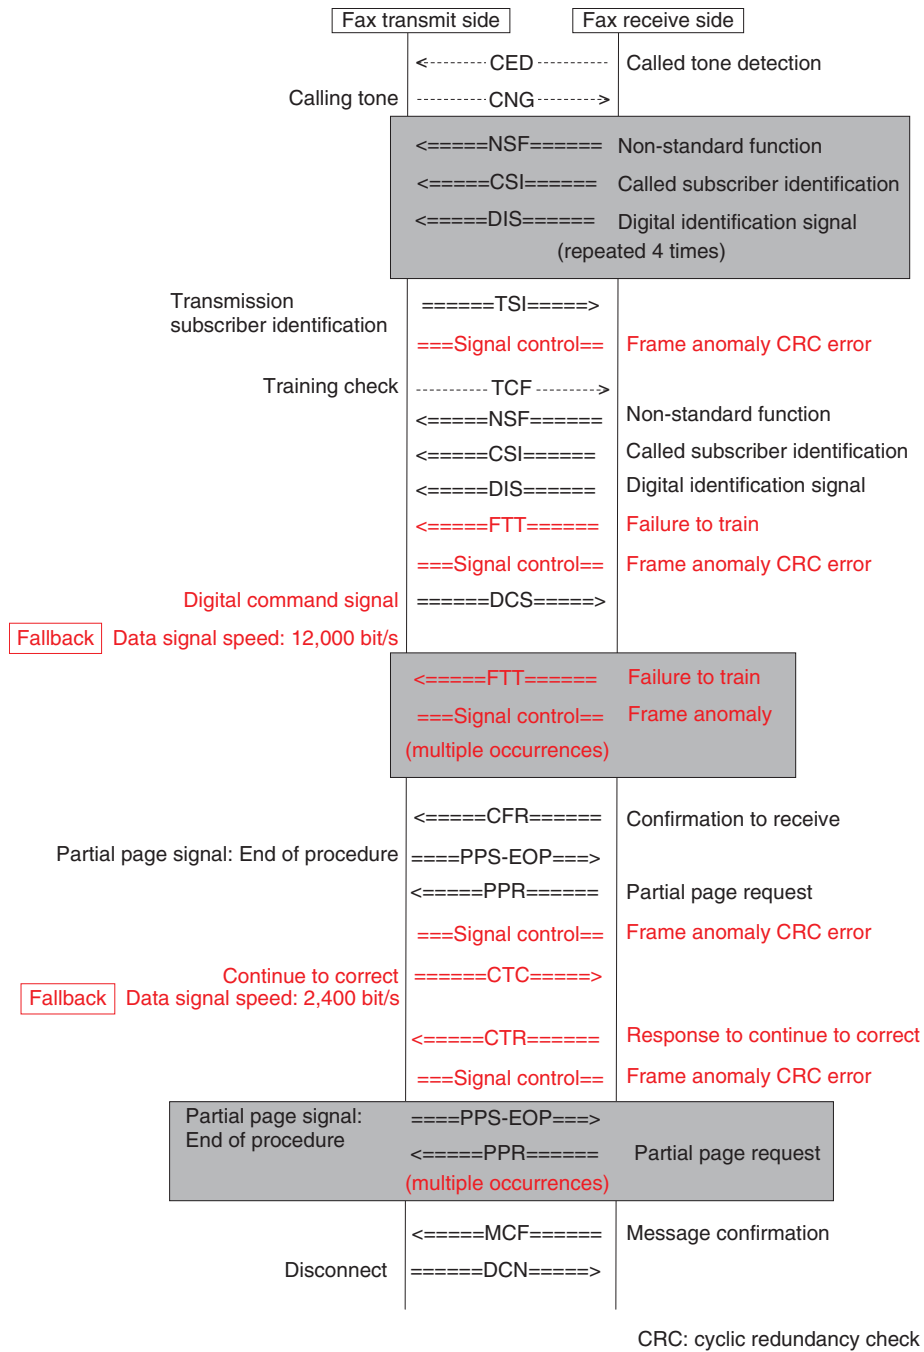 Fax transmit side Fax receive side
<-------- CED -------- Called tone detection
Calling tone --------CNG--------> 
<=====NSF====== Non-standard function
<=====CSI====== Called subscriber identification
<=====DIS====== Digital identification signal
(repeated 4 times)
Transmission
subscriber identification ======TSI=====>
===Signal control== Frame anomaly CRC error
Training check --------- TCF -------->
<=====NSF====== Non-standard function
<=====CSI====== Called subscriber identification
<=====DIS====== Digital identification signal
<=====FTT====== Failure to train
===Signal control== Frame anomaly CRC error
Digital command signal ======DCS=====>
Fallback Data signal speed: 12,000 bit/s
<=====FTT====== Failure to train
===Signal control== Frame anomaly
(multiple occurrences)
<=====CFR====== Confirmation to receive
Partial page signal: End of procedure ====PPS-EOP===>
<=====PPR====== Partial page request
===Signal control== Frame anomaly CRC error
Continue to correct ======CTC=====>
Fallback Data signal speed: 2,400 bit/s
<=====CTR====== Response to continue to correct
===Signal control== Frame anomaly CRC error
Partial page signal: ====PPS-EOP===>
End of procedure
<=====PPR====== Partial page request
(multiple occurrences)
<=====MCF====== Message confirmation
Disconnect ======DCN=====>
CRC: cyclic redundancy check